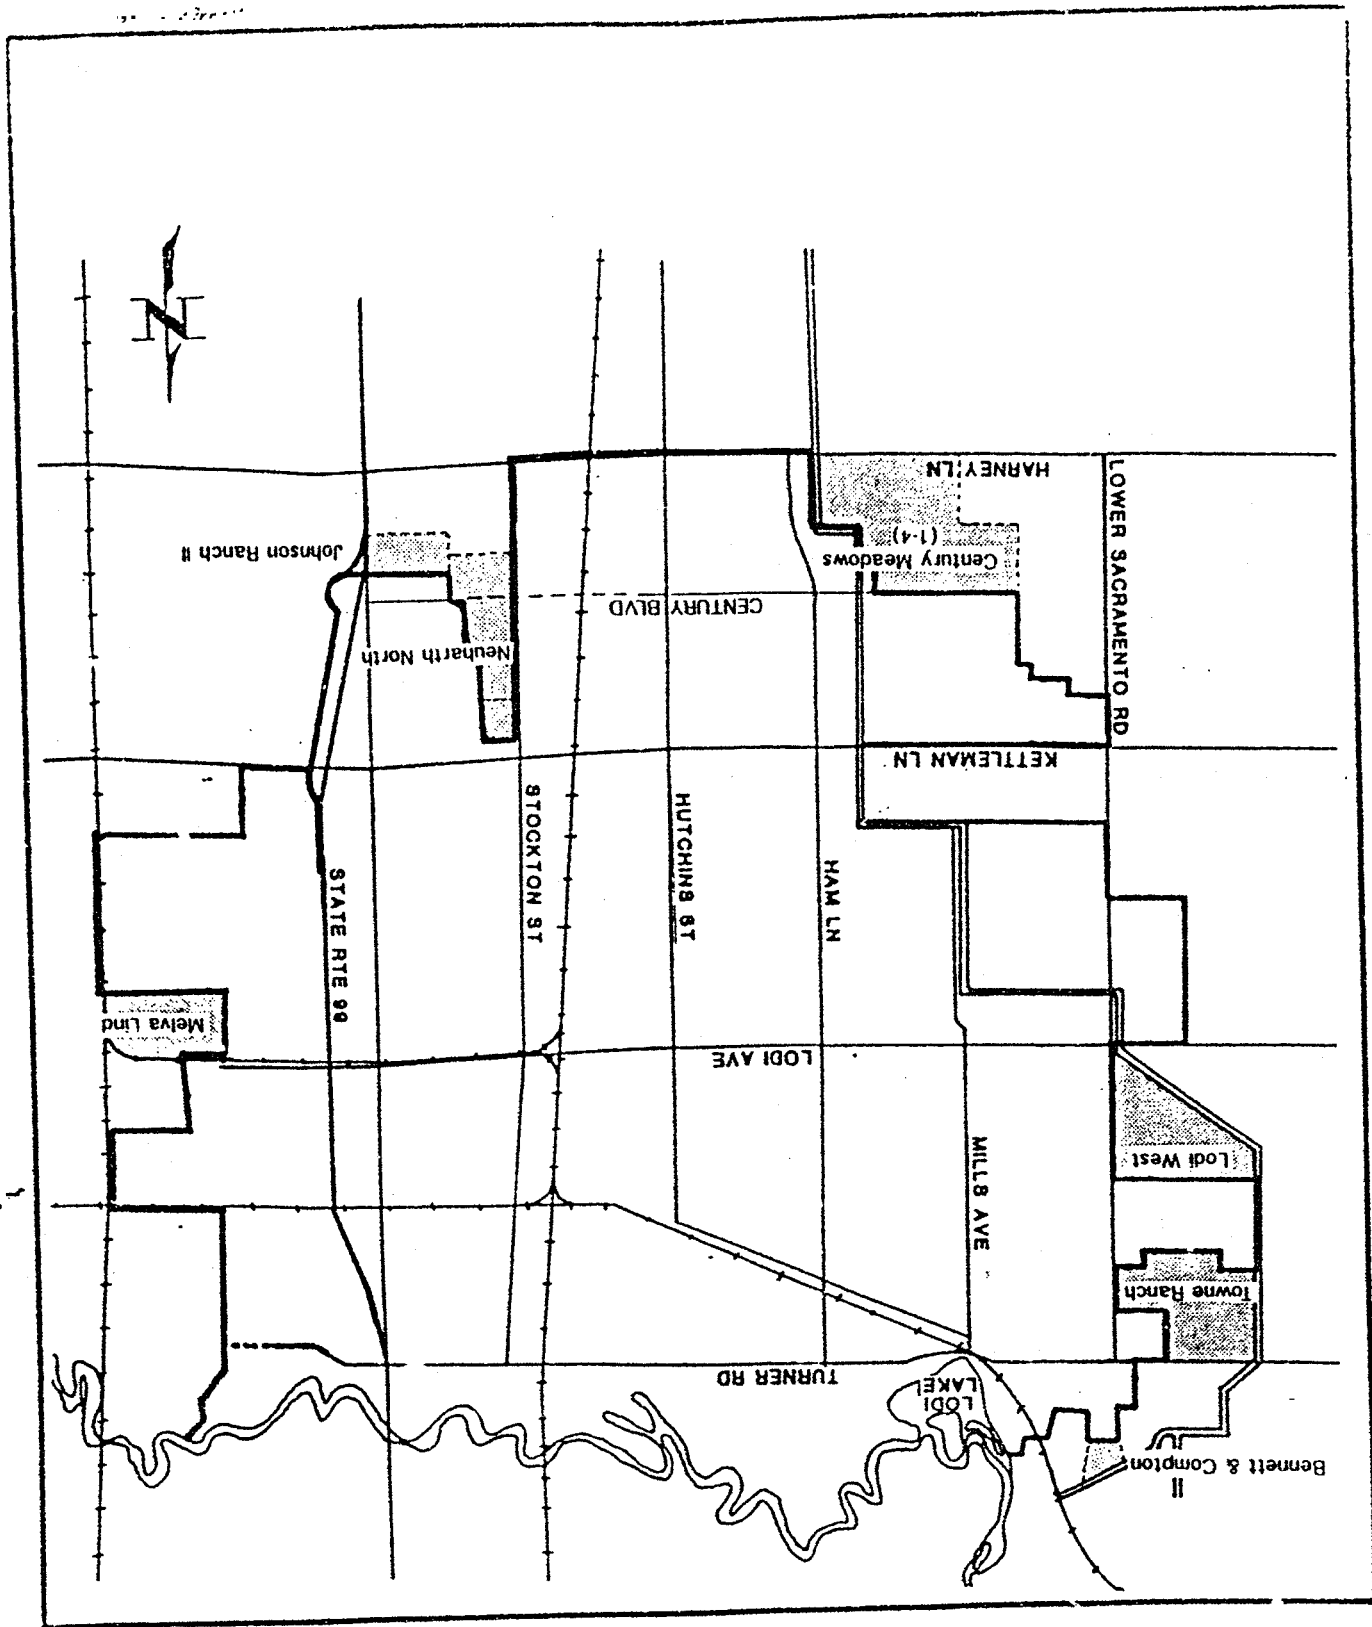 Bennett & Compton
II
LODI
LAKE
TURNER RD
Towne Ranch
Lodi West
MILLS AVE
LODI AVE
Melva Lind
STATE RTE 99
STOCKTON ST
HUTCHINS ST
HAM LN
KETTLEMAN LN
LOWER SACRAMENTO RD
Neuharth North
CENTURY BLVD
Century Meadows
(1-4)
Johnson Ranch II
HARNEY LN
N